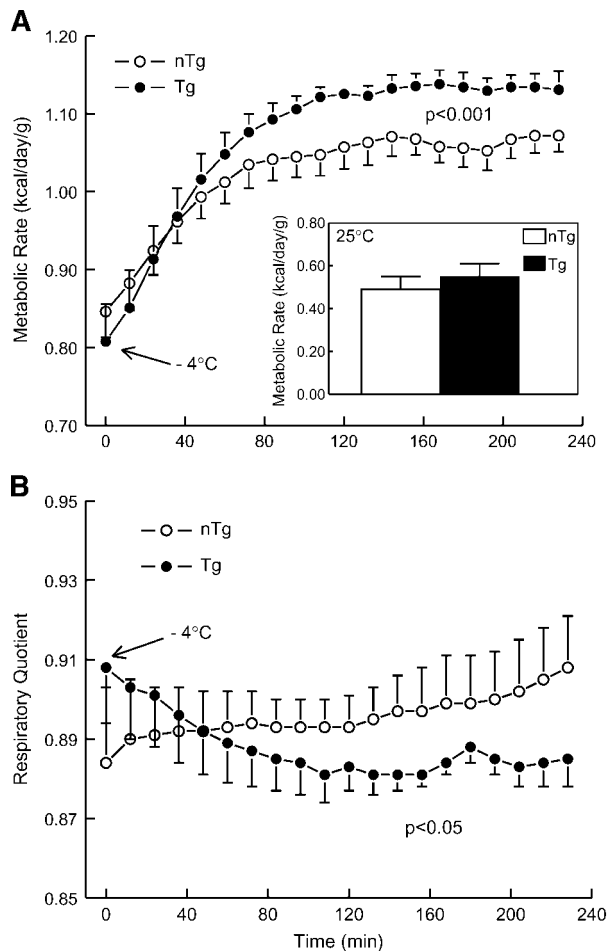 A
1.20
1.10
1.00
0.90
0.80
0.70
Metabolic Rate (kcal/day/g)
nTg
Tg
p<0.001
- 4°C
0.80
0.60
0.40
0.20
0.00
Metabolic Rate (kcal/day/g)
25°C
nTg
Tg
0 40 80 120 160 200 240
B
0.95
0.93
0.91
0.89
0.87
0.85
Respiratory Quotient
nTg
Tg
- 4°C
p<0.05
0 40 80 120 160 200 240
Time (min)